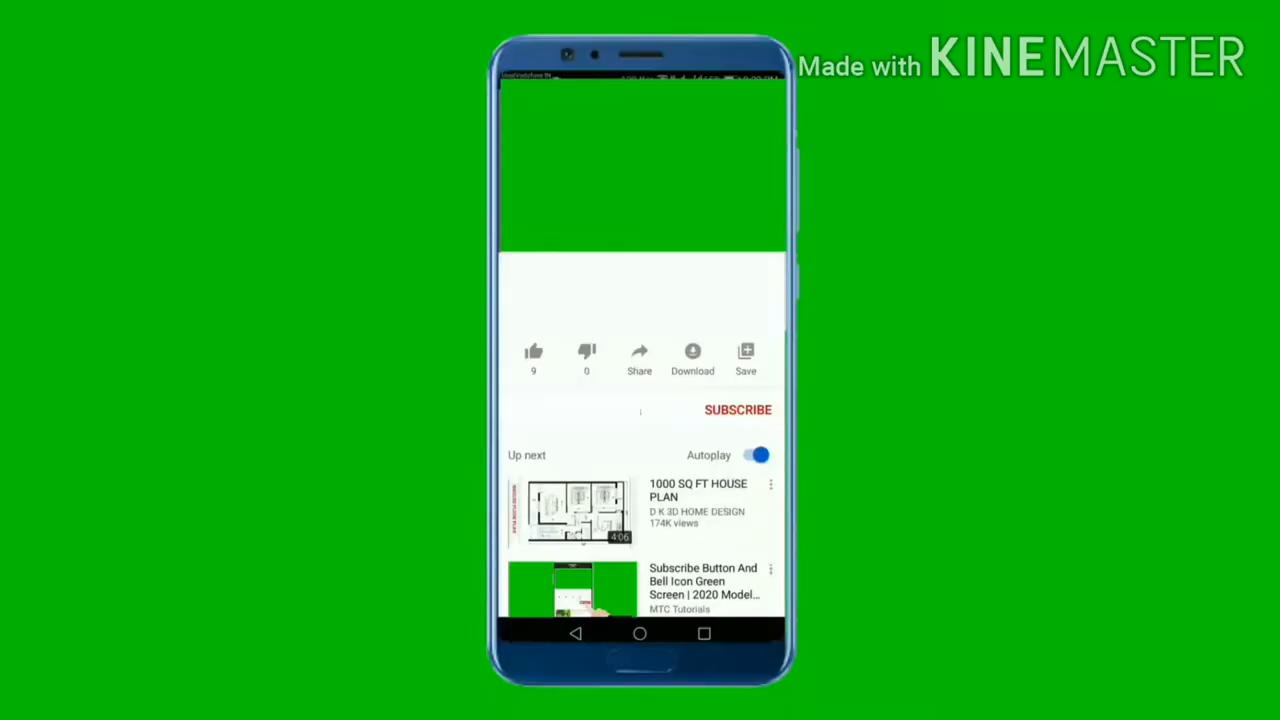 Made with KINEMASTER
9
0
Share
Download
Save
SUBSCRIBE
Up next
Autoplay
1000 SQ FT HOUSE
PLAN
D K 3D HOME DESIGN
174K views
4:06
Subscribe Button And
Bell Icon Green
Screen | 2020 Model...
MTC Tutorials